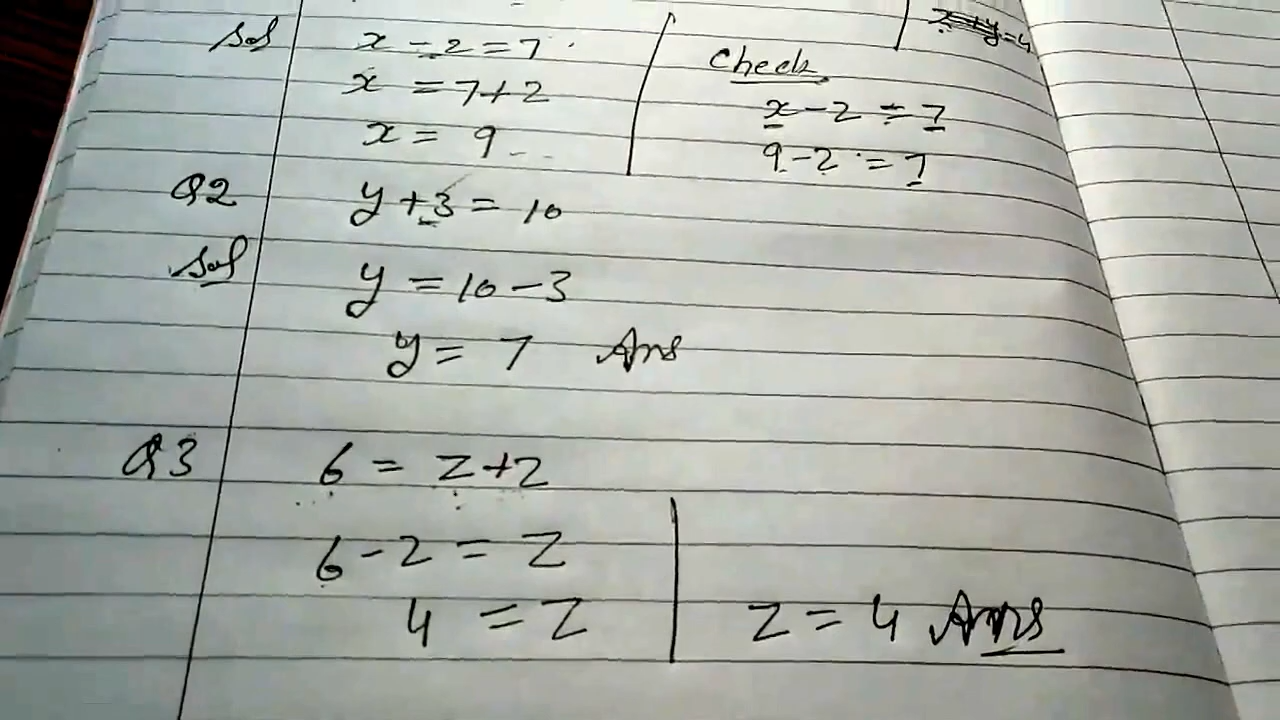 Sol x - 2 = 7
x = 7+2
x = 9
Check
x - 2 = 7
9 - 2 = 7
Q2 y + 3 = 10
Sol y = 10 - 3
y = 7 Ans
Q3 6 = z + 2
6 - 2 = z
4 = z
z = 4 Ans